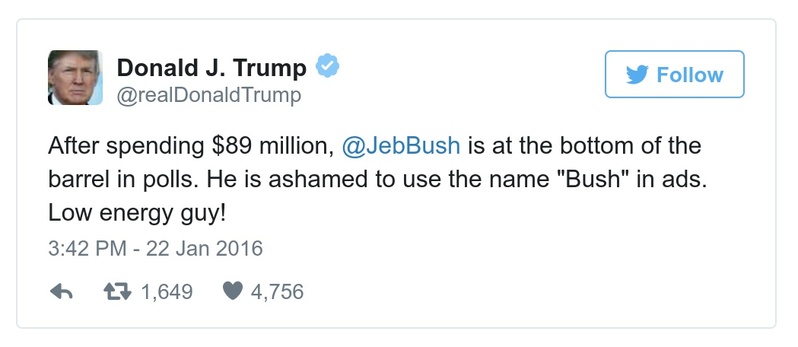 Donald J. Trump
@realDonaldTrump
Follow
After spending $89 million, @JebBush is at the bottom of the
barrel in polls. He is ashamed to use the name "Bush" in ads.
Low energy guy!
3:42 PM - 22 Jan 2016
1,649 4,756